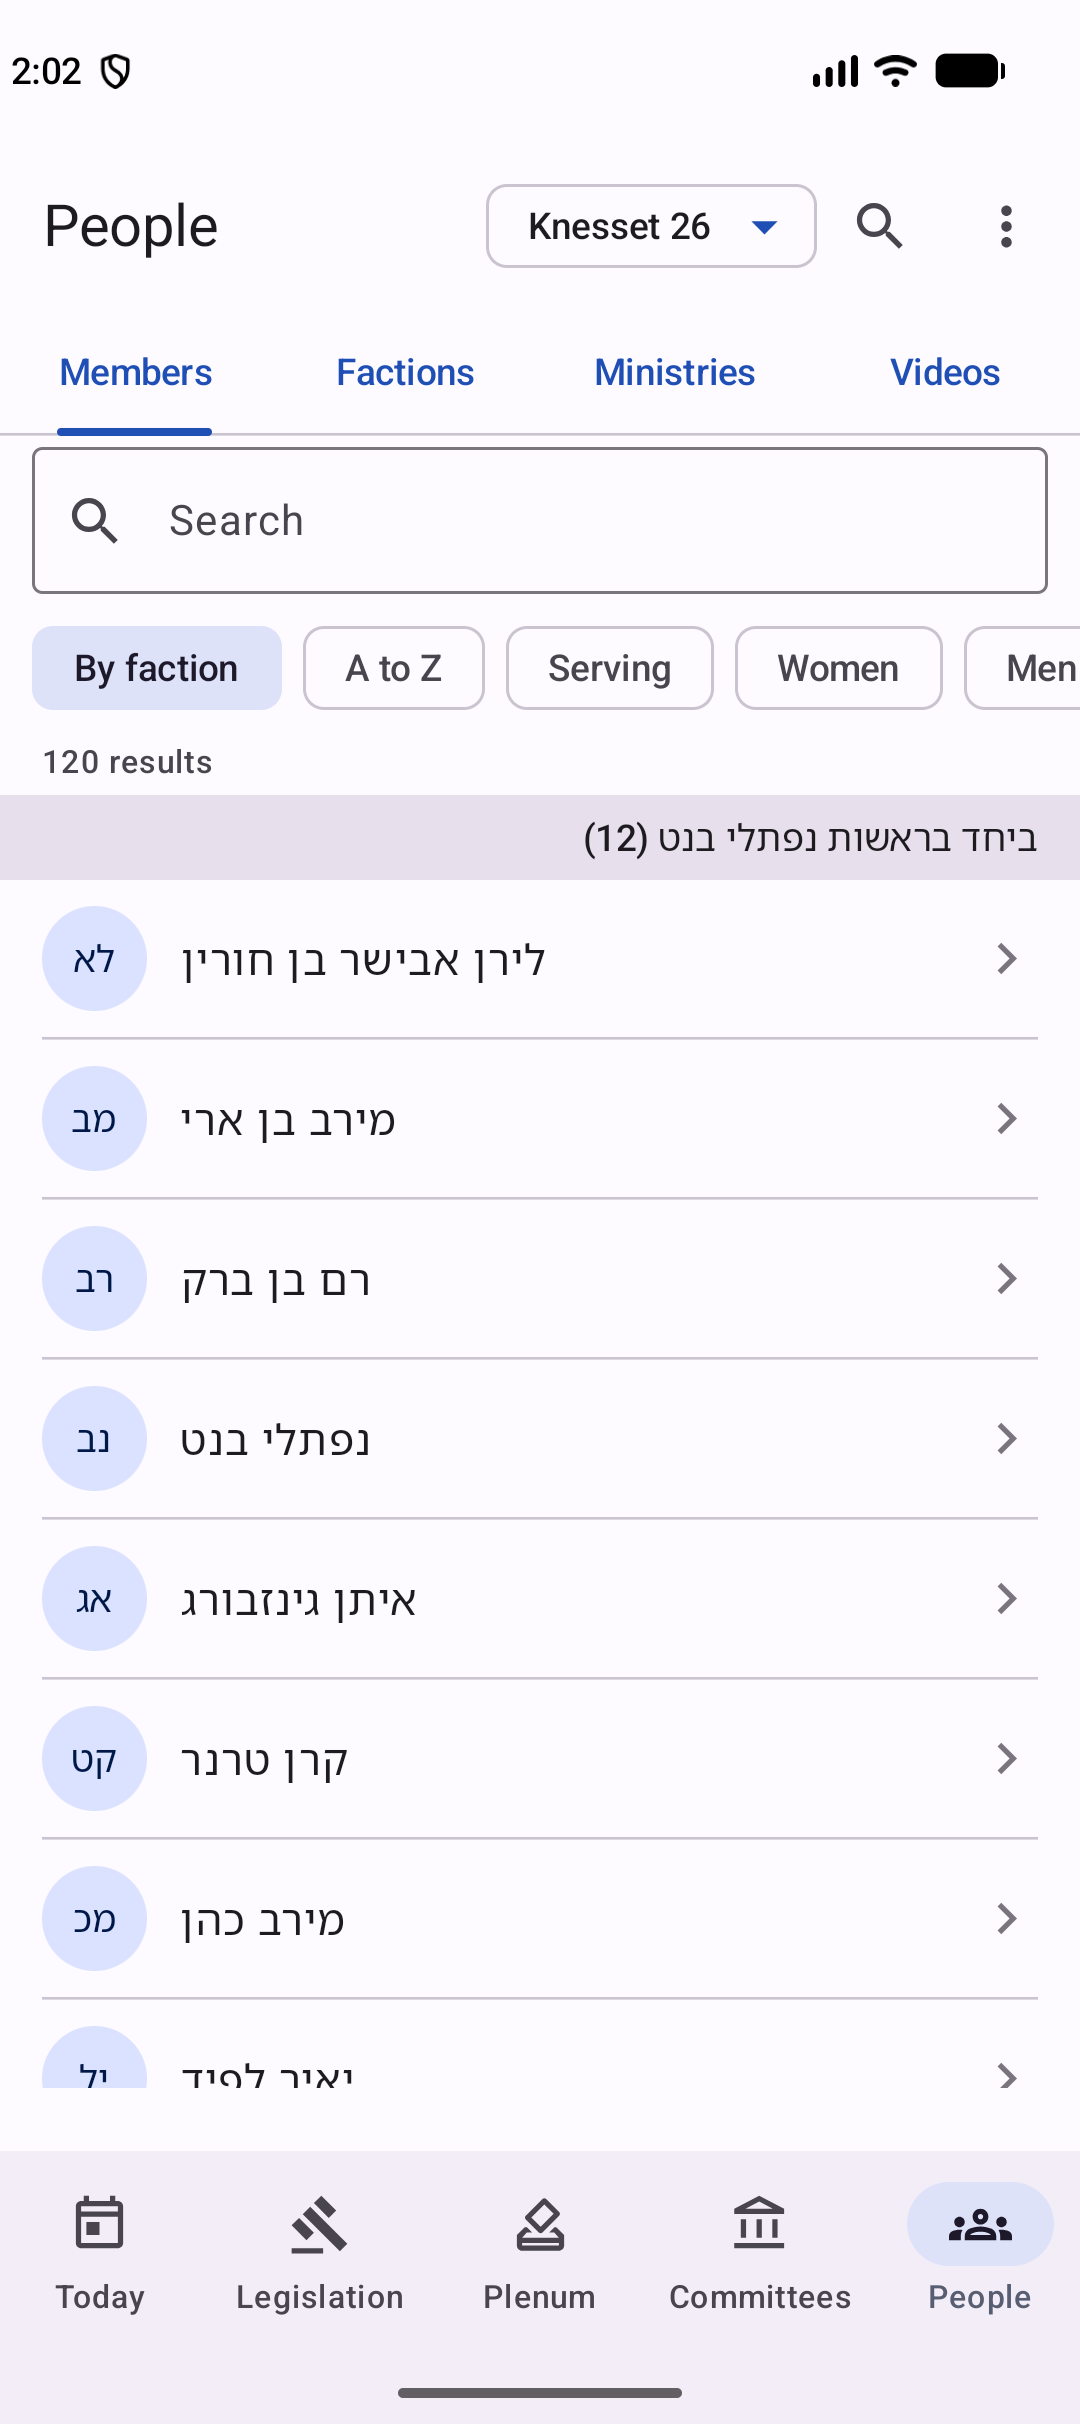 2:02
People
Knesset 26
Members Factions Ministries Videos
Search
By faction A to Z Serving Women Men
120 results
ביחד בראשות נפתלי בנט (12)
לא לירן אבישר בן חורין
מב מירב בן ארי
רב רם בן ברק
נב נפתלי בנט
אג איתן גינזבורג
קט קרן טרנר
מכ מירב כהן
יל יאיר לפיד
Today Legislation Plenum Committees People